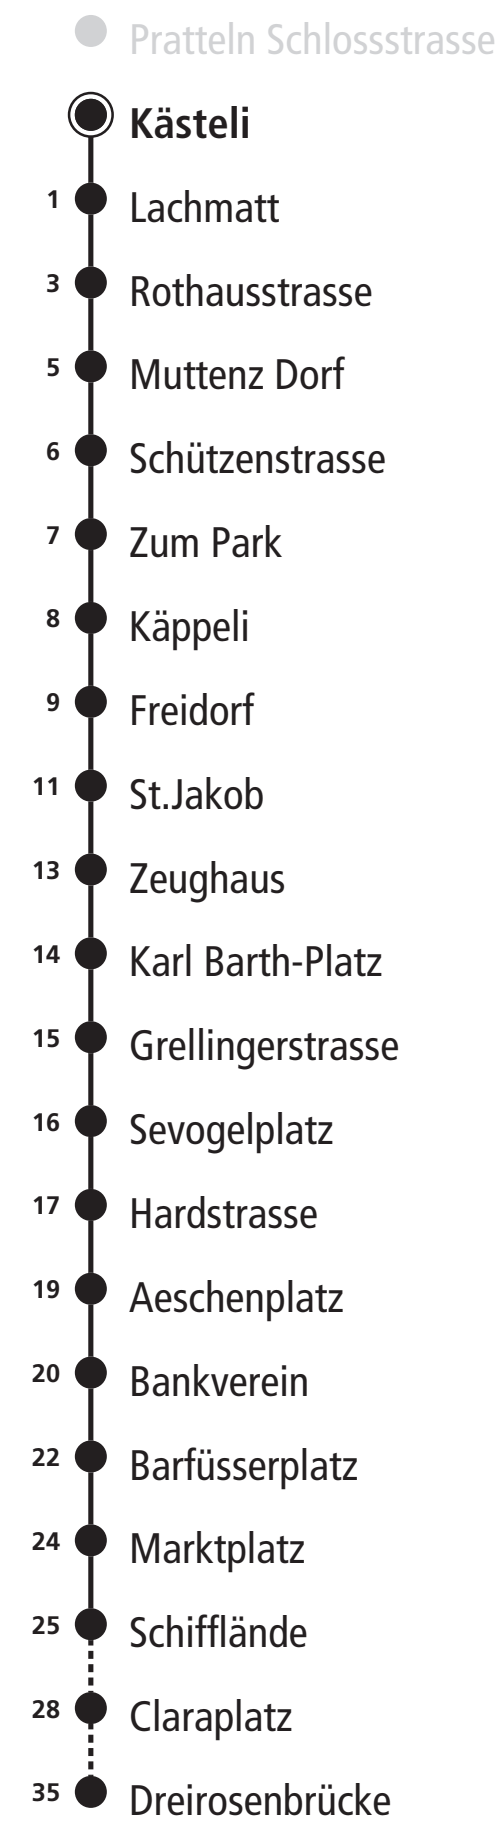 Pratteln Schlossstrasse
Kästeli
1 Lachmatt
3 Rothausstrasse
5 Muttenz Dorf
6 Schützenstrasse
7 Zum Park
8 Käppeli
9 Freidorf
11 St.Jakob
13 Zeughaus
14 Karl Barth-Platz
15 Grellingerstrasse
16 Sevogelplatz
17 Hardstrasse
19 Aeschenplatz
20 Bankverein
22 Barfüsserplatz
24 Marktplatz
25 Schifflände
28 Claraplatz
35 Dreirosenbrücke